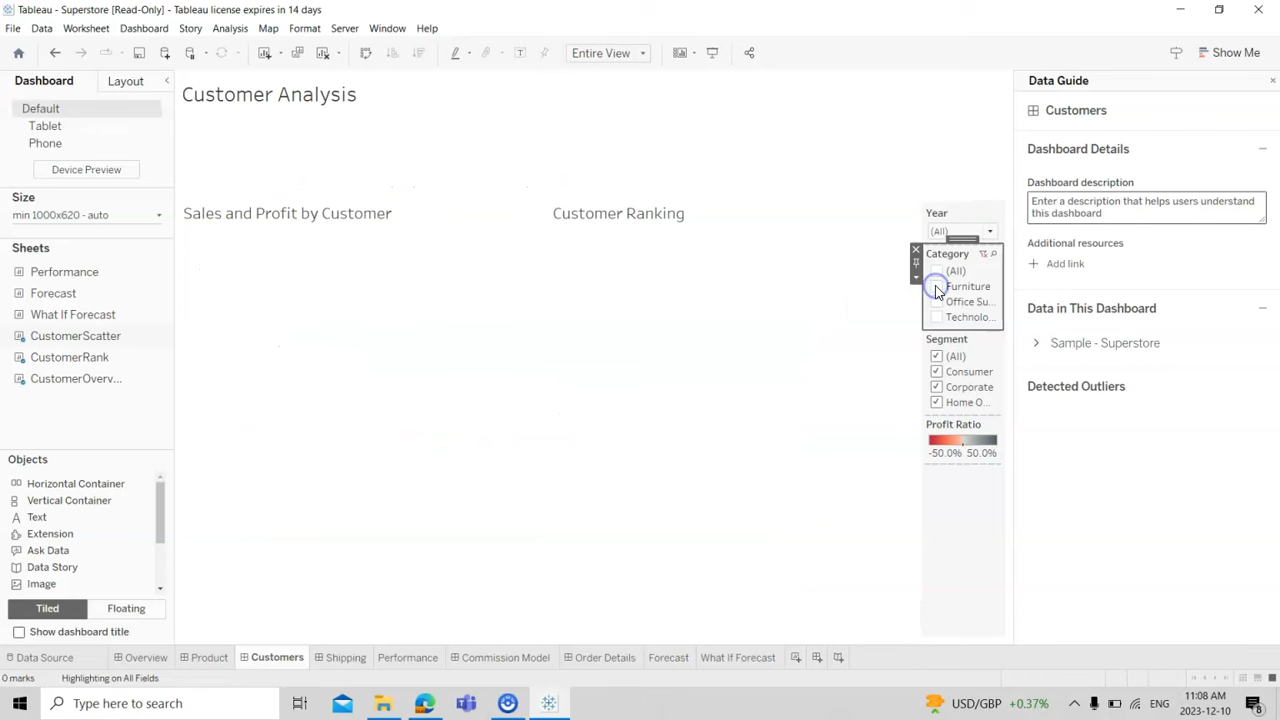 Tableau - Superstore [Read-Only] - Tableau license expires in 14 days
File Data Worksheet Dashboard Story Analysis Map Format Server Window Help
Entire View
Show Me
Dashboard Layout
Default
Tablet
Phone
Device Preview
Size
min 1000x620 - auto
Sheets
Performance
Forecast
What If Forecast
CustomerScatter
CustomerRank
CustomerOverv...
Objects
Horizontal Container
Vertical Container
Text
Extension
Ask Data
Data Story
Image
Tiled Floating
Show dashboard title
Customer Analysis
Sales and Profit by Customer
Customer Ranking
Year
(All)
Category
(All)
Furniture
Office Su...
Technolo...
Segment
(All)
Consumer
Corporate
Home O...
Profit Ratio
-50.0% 50.0%
Data Guide
Customers
Dashboard Details
Dashboard description
Enter a description that helps users understand
this dashboard
Additional resources
Add link
Data in This Dashboard
Sample - Superstore
Detected Outliers
Data Source Overview Product Customers Shipping Performance Commission Model Order Details Forecast What If Forecast
0 marks Highlighting on All Fields
Type here to search
USD/GBP +0.37%
ENG
11:08 AM
2023-12-10
8